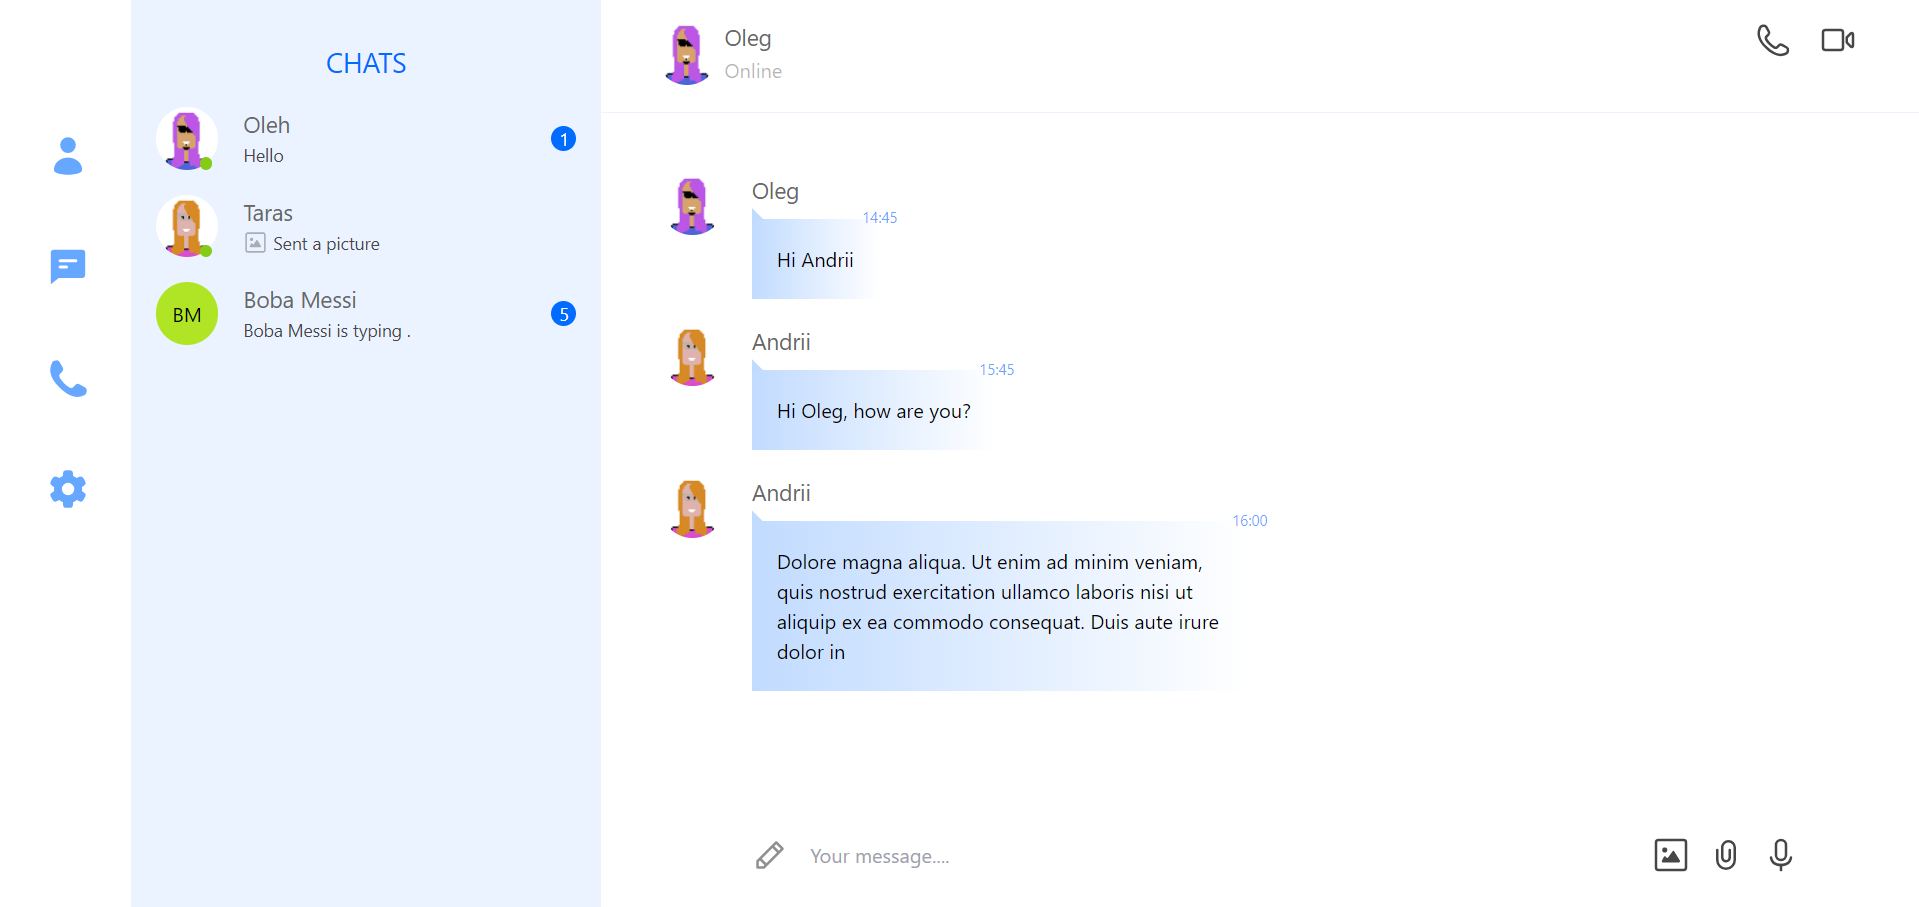 CHATS
Oleh
Hello
1
Taras
Sent a picture
BM
Boba Messi
Boba Messi is typing .
5
Oleg
Online
Oleg
14:45
Hi Andrii
Andrii
15:45
Hi Oleg, how are you?
Andrii
16:00
Dolore magna aliqua. Ut enim ad minim veniam,
quis nostrud exercitation ullamco laboris nisi ut
aliquip ex ea commodo consequat. Duis aute irure
dolor in
Your message....